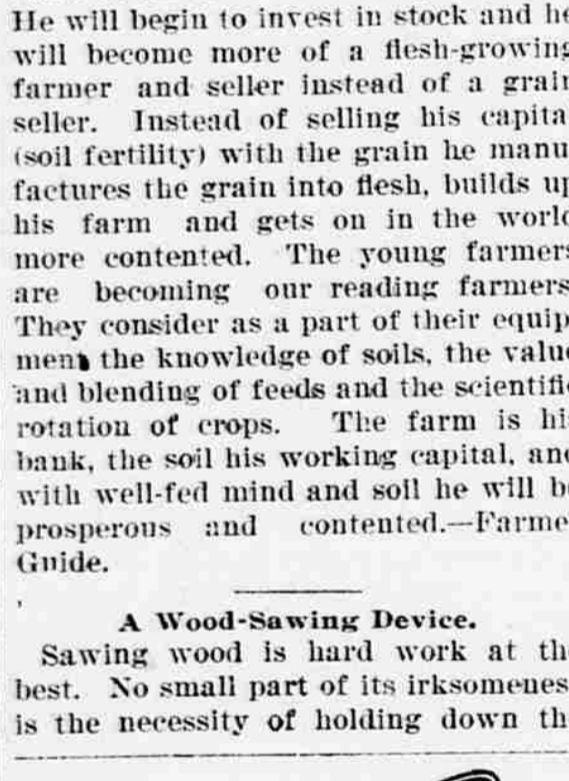 He will begin to invest in stock and he
will become more of a flesh-growing
farmer and seller instead of a grain
seller. Instead of selling his capita
(soil fertility) with the grain he manu
factures the grain into flesh, builds up
his farm and gets on in the world
more contented. The young farmers
are becoming our reading farmers
They consider as a part of their equip
ment the knowledge of soils, the value
and blending of feeds and the scientific
rotation of crops. The farm is his
bank, the soil his working capital, and
with well-fed mind and soil he will be
prosperous and contented.—Farmer
Guide.
A Wood-Sawing Device.
Sawing wood is hard work at the
best. No small part of its irksomenes
is the necessity of holding down th